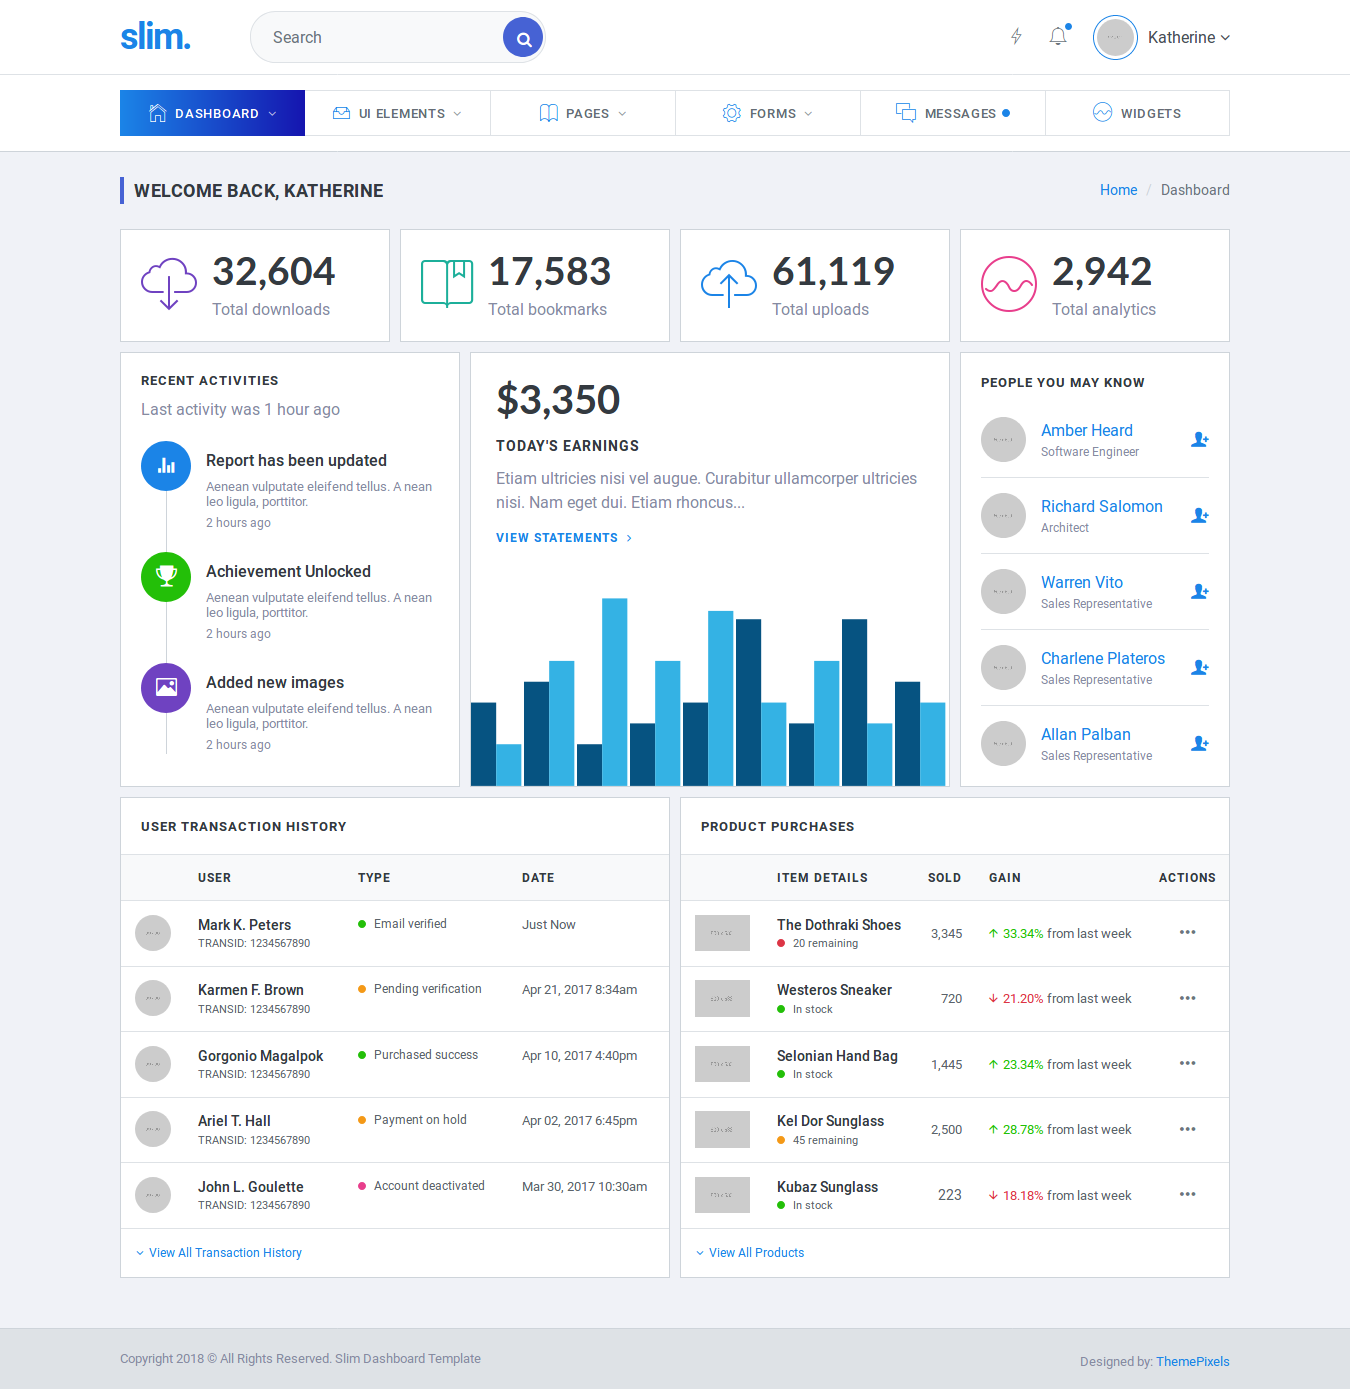 slim.
Search
Katherine
DASHBOARD
UI ELEMENTS
PAGES
FORMS
MESSAGES
WIDGETS
WELCOME BACK, KATHERINE
Home / Dashboard
32,604
Total downloads
17,583
Total bookmarks
61,119
Total uploads
2,942
Total analytics
RECENT ACTIVITIES
Last activity was 1 hour ago
Report has been updated
Aenean vulputate eleifend tellus. A nean
leo ligula, porttitor.
2 hours ago
Achievement Unlocked
Aenean vulputate eleifend tellus. A nean
leo ligula, porttitor.
2 hours ago
Added new images
Aenean vulputate eleifend tellus. A nean
leo ligula, porttitor.
2 hours ago
$3,350
TODAY'S EARNINGS
Etiam ultricies nisi vel augue. Curabitur ullamcorper ultricies
nisi. Nam eget dui. Etiam rhoncus...
VIEW STATEMENTS
PEOPLE YOU MAY KNOW
Amber Heard
Software Engineer
Richard Salomon
Architect
Warren Vito
Sales Representative
Charlene Plateros
Sales Representative
Allan Palban
Sales Representative
USER TRANSACTION HISTORY
USER TYPE DATE
Mark K. Peters Email verified Just Now
TRANSID: 1234567890
Karmen F. Brown Pending verification Apr 21, 2017 8:34am
TRANSID: 1234567890
Gorgonio Magalpok Purchased success Apr 10, 2017 4:40pm
TRANSID: 1234567890
Ariel T. Hall Payment on hold Apr 02, 2017 6:45pm
TRANSID: 1234567890
John L. Goulette Account deactivated Mar 30, 2017 10:30am
TRANSID: 1234567890
View All Transaction History
PRODUCT PURCHASES
ITEM DETAILS SOLD GAIN ACTIONS
The Dothraki Shoes
20 remaining
3,345 33.34% from last week
Westeros Sneaker
In stock
720 21.20% from last week
Selonian Hand Bag
In stock
1,445 23.34% from last week
Kel Dor Sunglass
45 remaining
2,500 28.78% from last week
Kubaz Sunglass
In stock
223 18.18% from last week
View All Products
Copyright 2018 © All Rights Reserved. Slim Dashboard Template
Designed by: ThemePixels